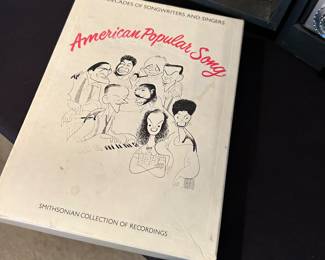 DECADES OF SONGWRITERS AND SINGERS
American Popular Song
SMITHSONIAN COLLECTION OF RECORDINGS